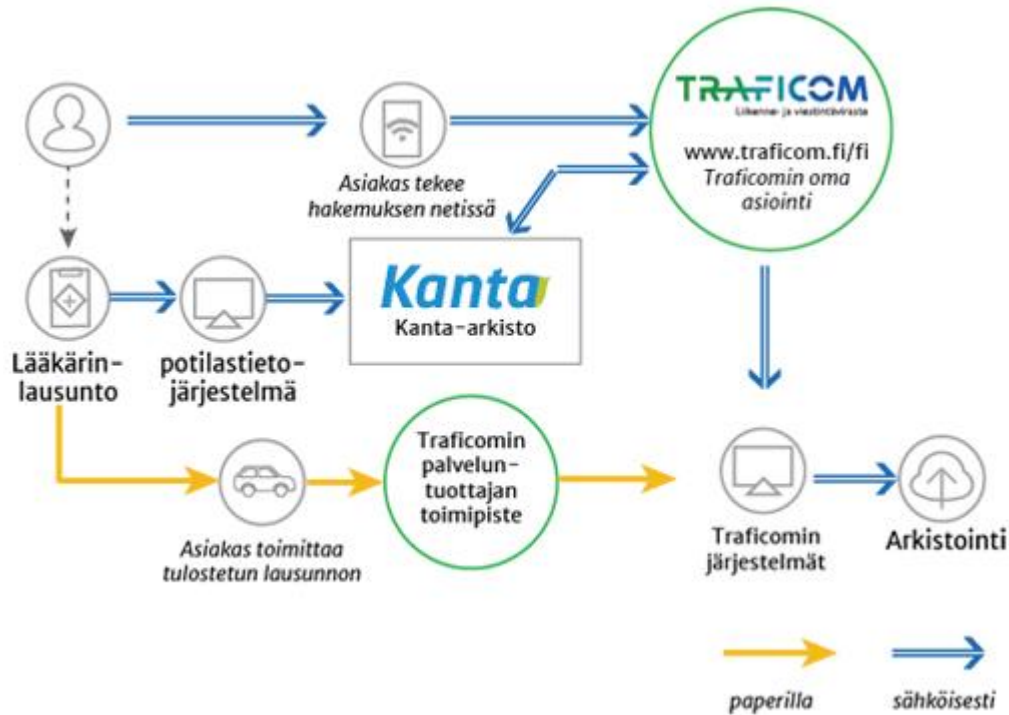 TRAFICOM
Liikenne- ja viestintävirasto
www.traficom.fi/fi
Traficomin oma
asiointi
Asiakas tekee
hakemuksen netissä
Kanta
Kanta-arkisto
Lääkärin-
lausunto
potilastieto-
järjestelmä
Traficomin
palvelun-
tuottajan
toimipiste
Asiakas toimittaa
tulostetun lausunnon
Traficomin
järjestelmät
Arkistointi
paperilla
sähköisesti